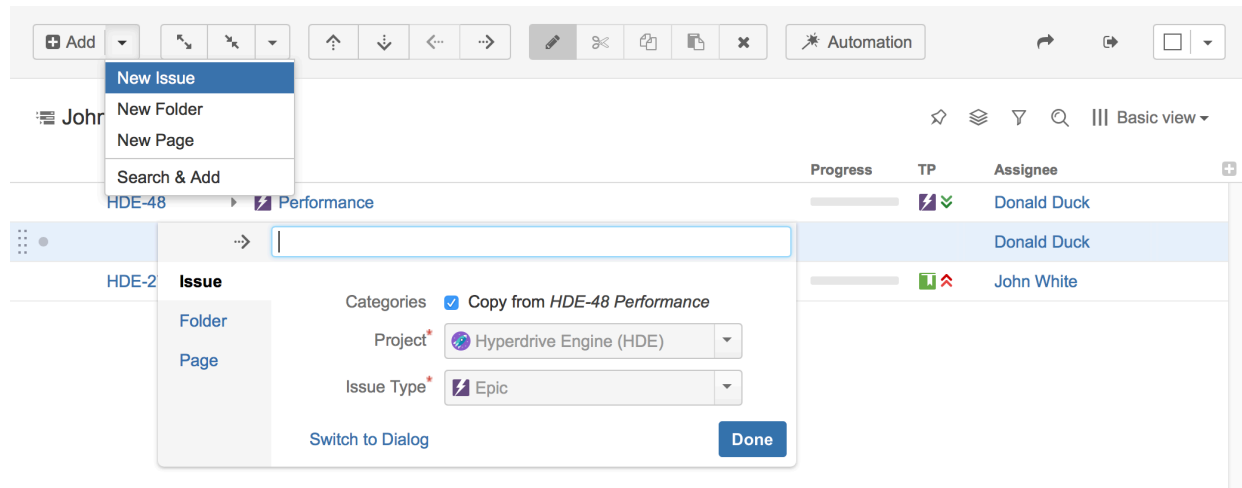 Add
Automation
New Issue
New Folder
New Page
Search & Add
John
Basic view
Progress TP Assignee
HDE-48 Performance Donald Duck
Donald Duck
HDE-2 John White
Issue
Folder
Page
Categories Copy from HDE-48 Performance
Project* Hyperdrive Engine (HDE)
Issue Type* Epic
Switch to Dialog Done